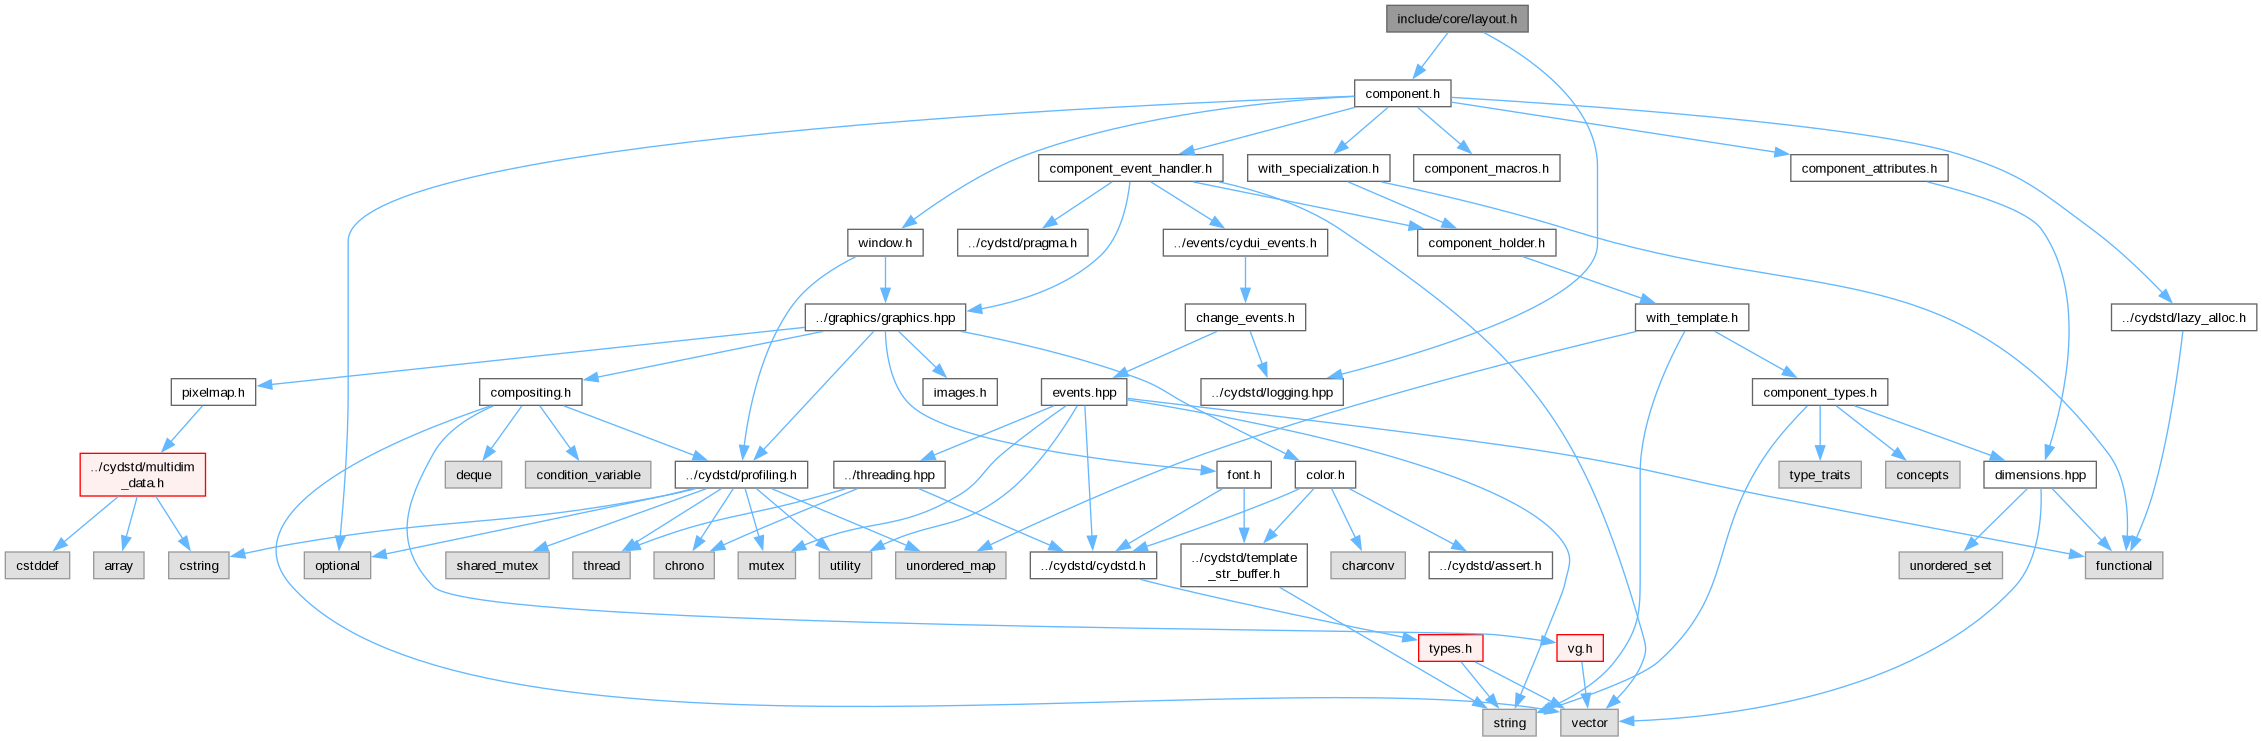 include/core/layout.h
component.h
component_event_handler.h
with_specialization.h
component_macros.h
component_attributes.h
window.h
../cydstd/pragma.h
../events/cydui_events.h
component_holder.h
../graphics/graphics.hpp
change_events.h
with_template.h
../cydstd/lazy_alloc.h
pixelmap.h
compositing.h
images.h
events.hpp
../cydstd/logging.hpp
component_types.h
../cydstd/multidim
_data.h
deque
condition_variable
../cydstd/profiling.h
../threading.hpp
font.h
color.h
type_traits
concepts
dimensions.hpp
cstddef
array
cstring
optional
shared_mutex
thread
chrono
mutex
utility
unordered_map
../cydstd/cydstd.h
../cydstd/template
_str_buffer.h
charconv
../cydstd/assert.h
unordered_set
functional
types.h
vg.h
string
vector